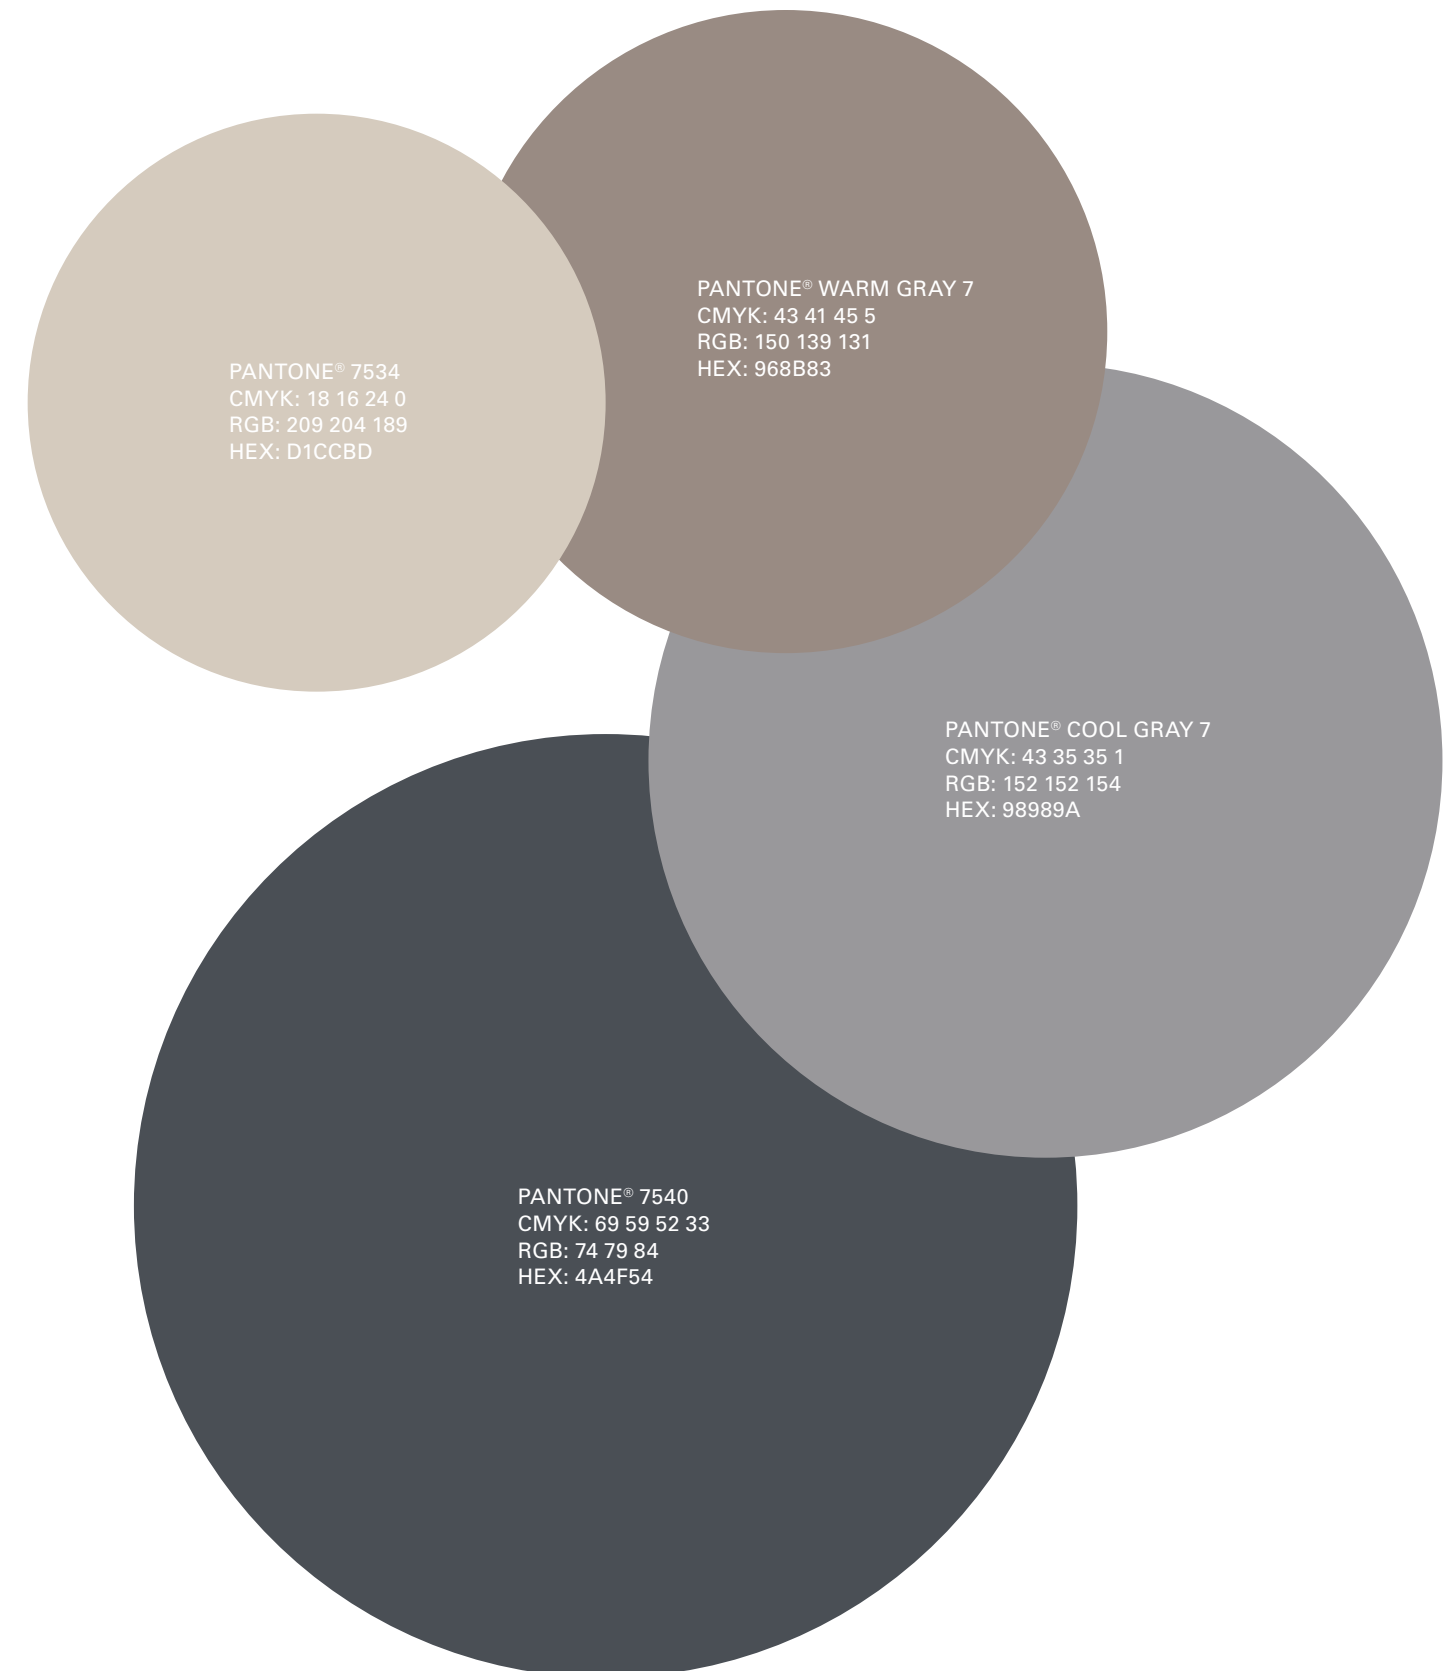 PANTONE® WARM GRAY 7
CMYK: 43 41 45 5
RGB: 150 139 131
HEX: 968B83
PANTONE® 7534
CMYK: 18 16 24 0
RGB: 209 204 189
HEX: D1CCBD
PANTONE® COOL GRAY 7
CMYK: 43 35 35 1
RGB: 152 152 154
HEX: 98989A
PANTONE® 7540
CMYK: 69 59 52 33
RGB: 74 79 84
HEX: 4A4F54